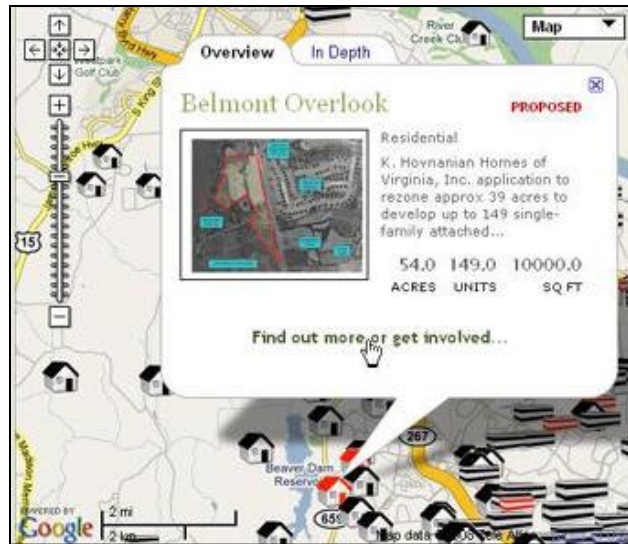 River
Creek Club
Map
Overview
In Depth
Golf Club
S King St
Belmont Overlook
PROPOSED
Residential
K. Hovnanian Homes of
Virginia, Inc. application to
rezone approx 39 acres to
develop up to 149 single-
family attached...
15
54.0 149.0 10000.0
ACRES UNITS SQ FT
Find out more or get involved...
267
Beaver Dam
Reservoir
659
POWERED BY
Google
2 mi
2 km
Map data